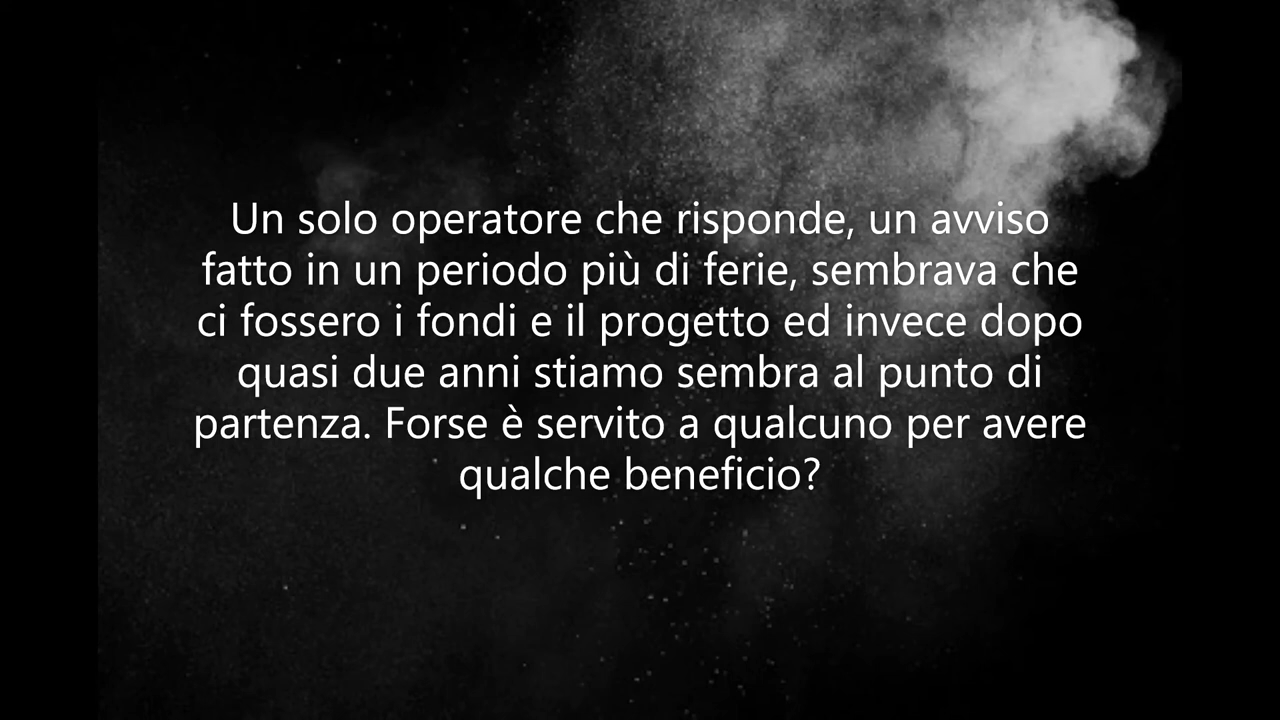 Un solo operatore che risponde, un avviso
fatto in un periodo più di ferie, sembrava che
ci fossero i fondi e il progetto ed invece dopo
quasi due anni stiamo sembra al punto di
partenza. Forse è servito a qualcuno per avere
qualche beneficio?